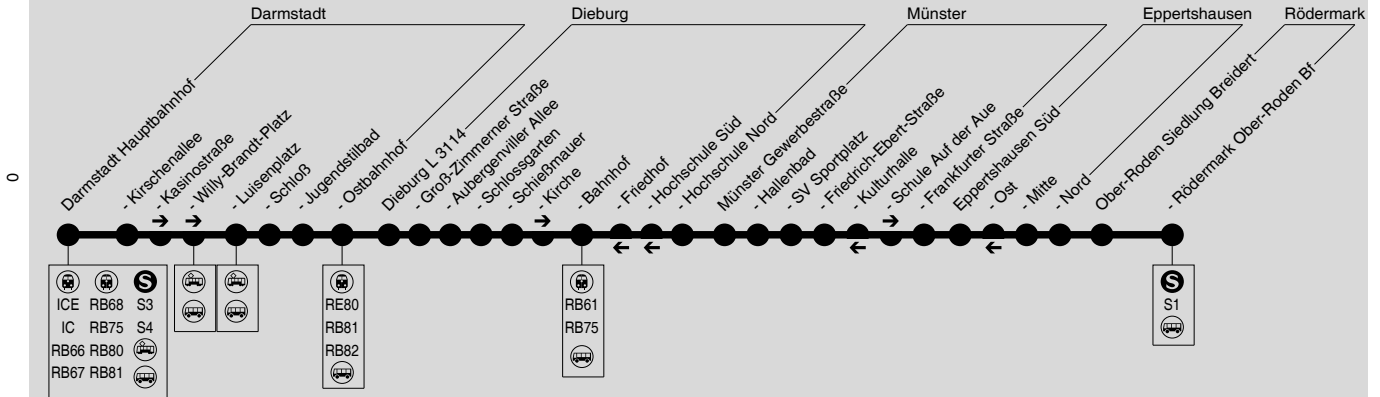 Darmstadt
Dieburg
Münster
Eppertshausen
Rödermark
Darmstadt Hauptbahnhof
- Kirschenallee
- Kasinostraße
- Willy-Brandt-Platz
- Luisenplatz
- Schloß
- Jugendstilbad
- Ostbahnhof
Dieburg L 3114
- Groß-Zimmerner Straße
- Aubergenviller Allee
- Schlossgarten
- Schießmauer
- Kirche
- Bahnhof
- Friedhof
- Hochschule Süd
- Hochschule Nord
Münster Gewerbestraße
- Hallenbad
- SV Sportplatz
- Friedrich-Ebert-Straße
- Kulturhalle
- Schule Auf der Aue
- Frankfurter Straße
Eppertshausen Süd
- Ost
- Mitte
- Nord
Ober-Roden Siedlung Breidert
- Rödermark Ober-Roden Bf
0
S
ICE RB68 S3
IC RB75 S4
RB66 RB80
RB67 RB81
RE80
RB81
RB82
RB61
RB75
S
S1